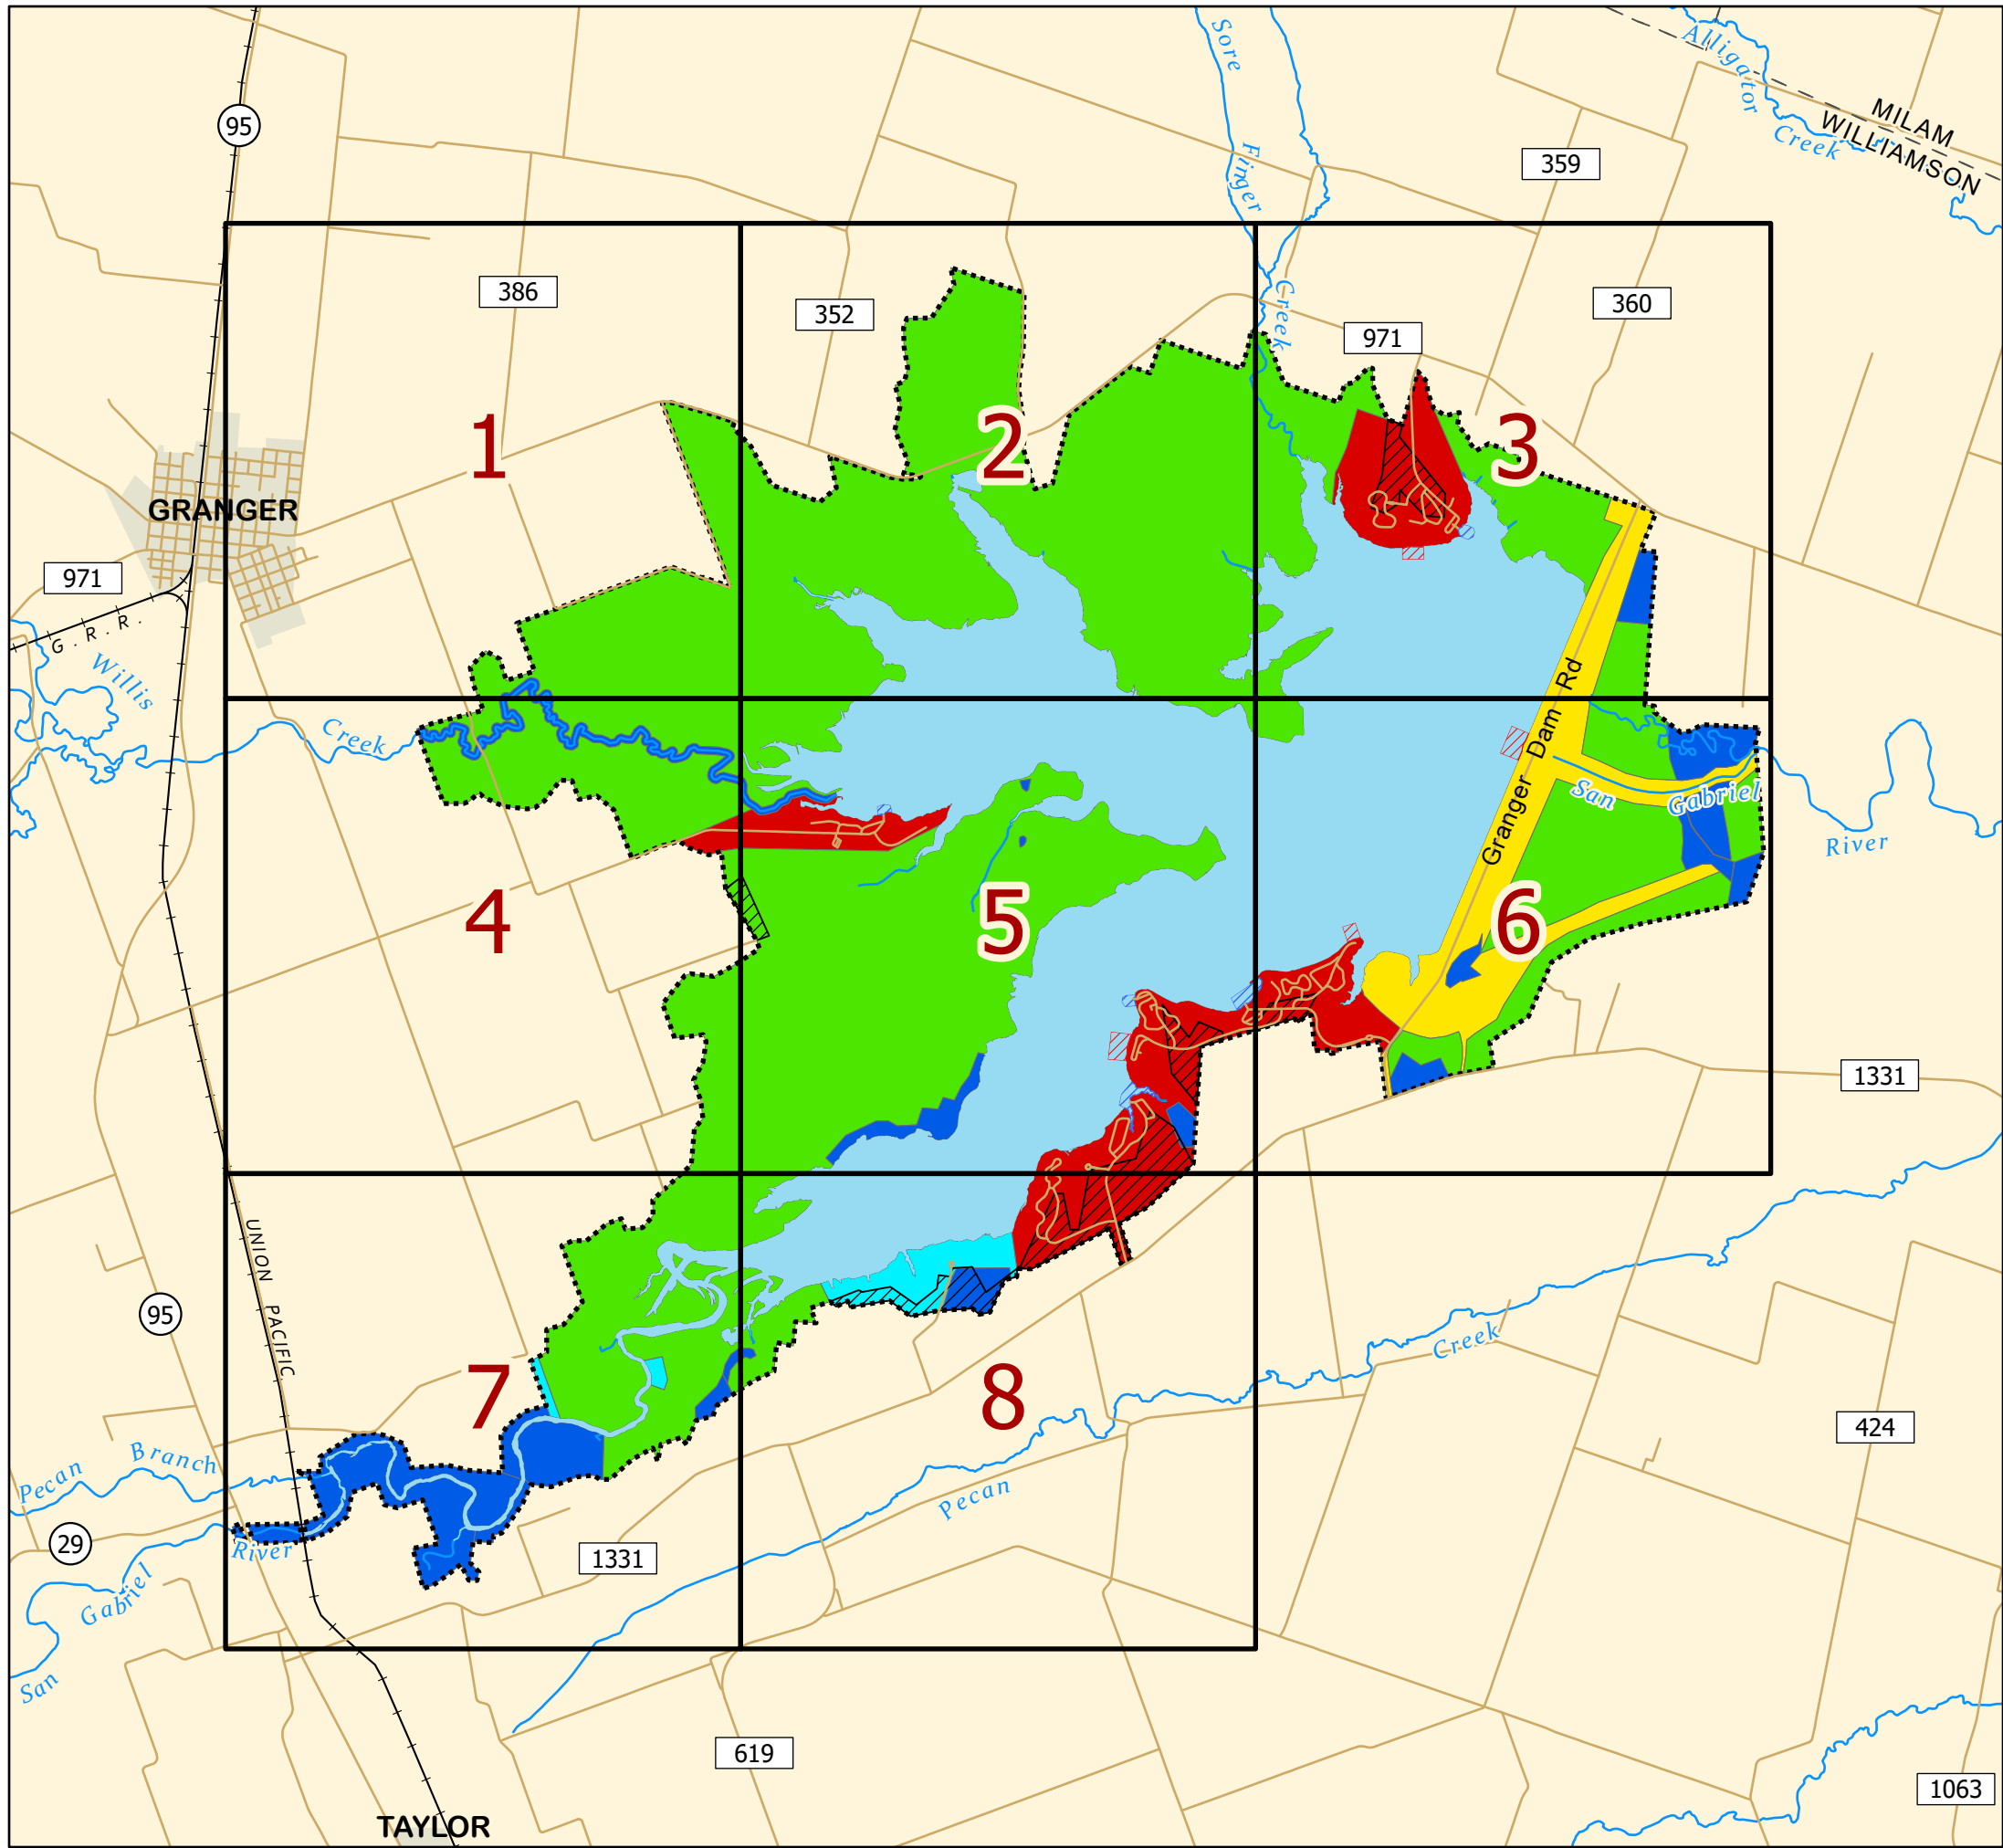 Sore
Finger
Creek
Alligator
Creek
MILAM
WILLIAMSON
95
359
386
352
360
971
1
2
3
GRANGER
971
G.R.R.
Willis
Creek
Granger Dam Rd
San Gabriel
River
4
5
6
1331
UNION PACIFIC
95
7
8
Creek
424
Pecan Branch
Pecan
29
River
1331
Gabriel
San
619
1063
TAYLOR